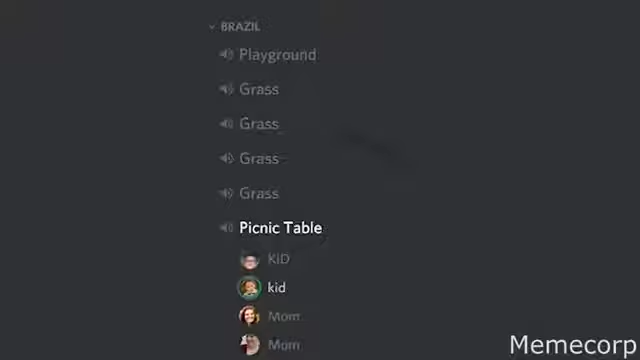 BRAZIL
Playground
Grass
Grass
Grass
Grass
Picnic Table
KID
kid
Mom
Mom
Memecorp